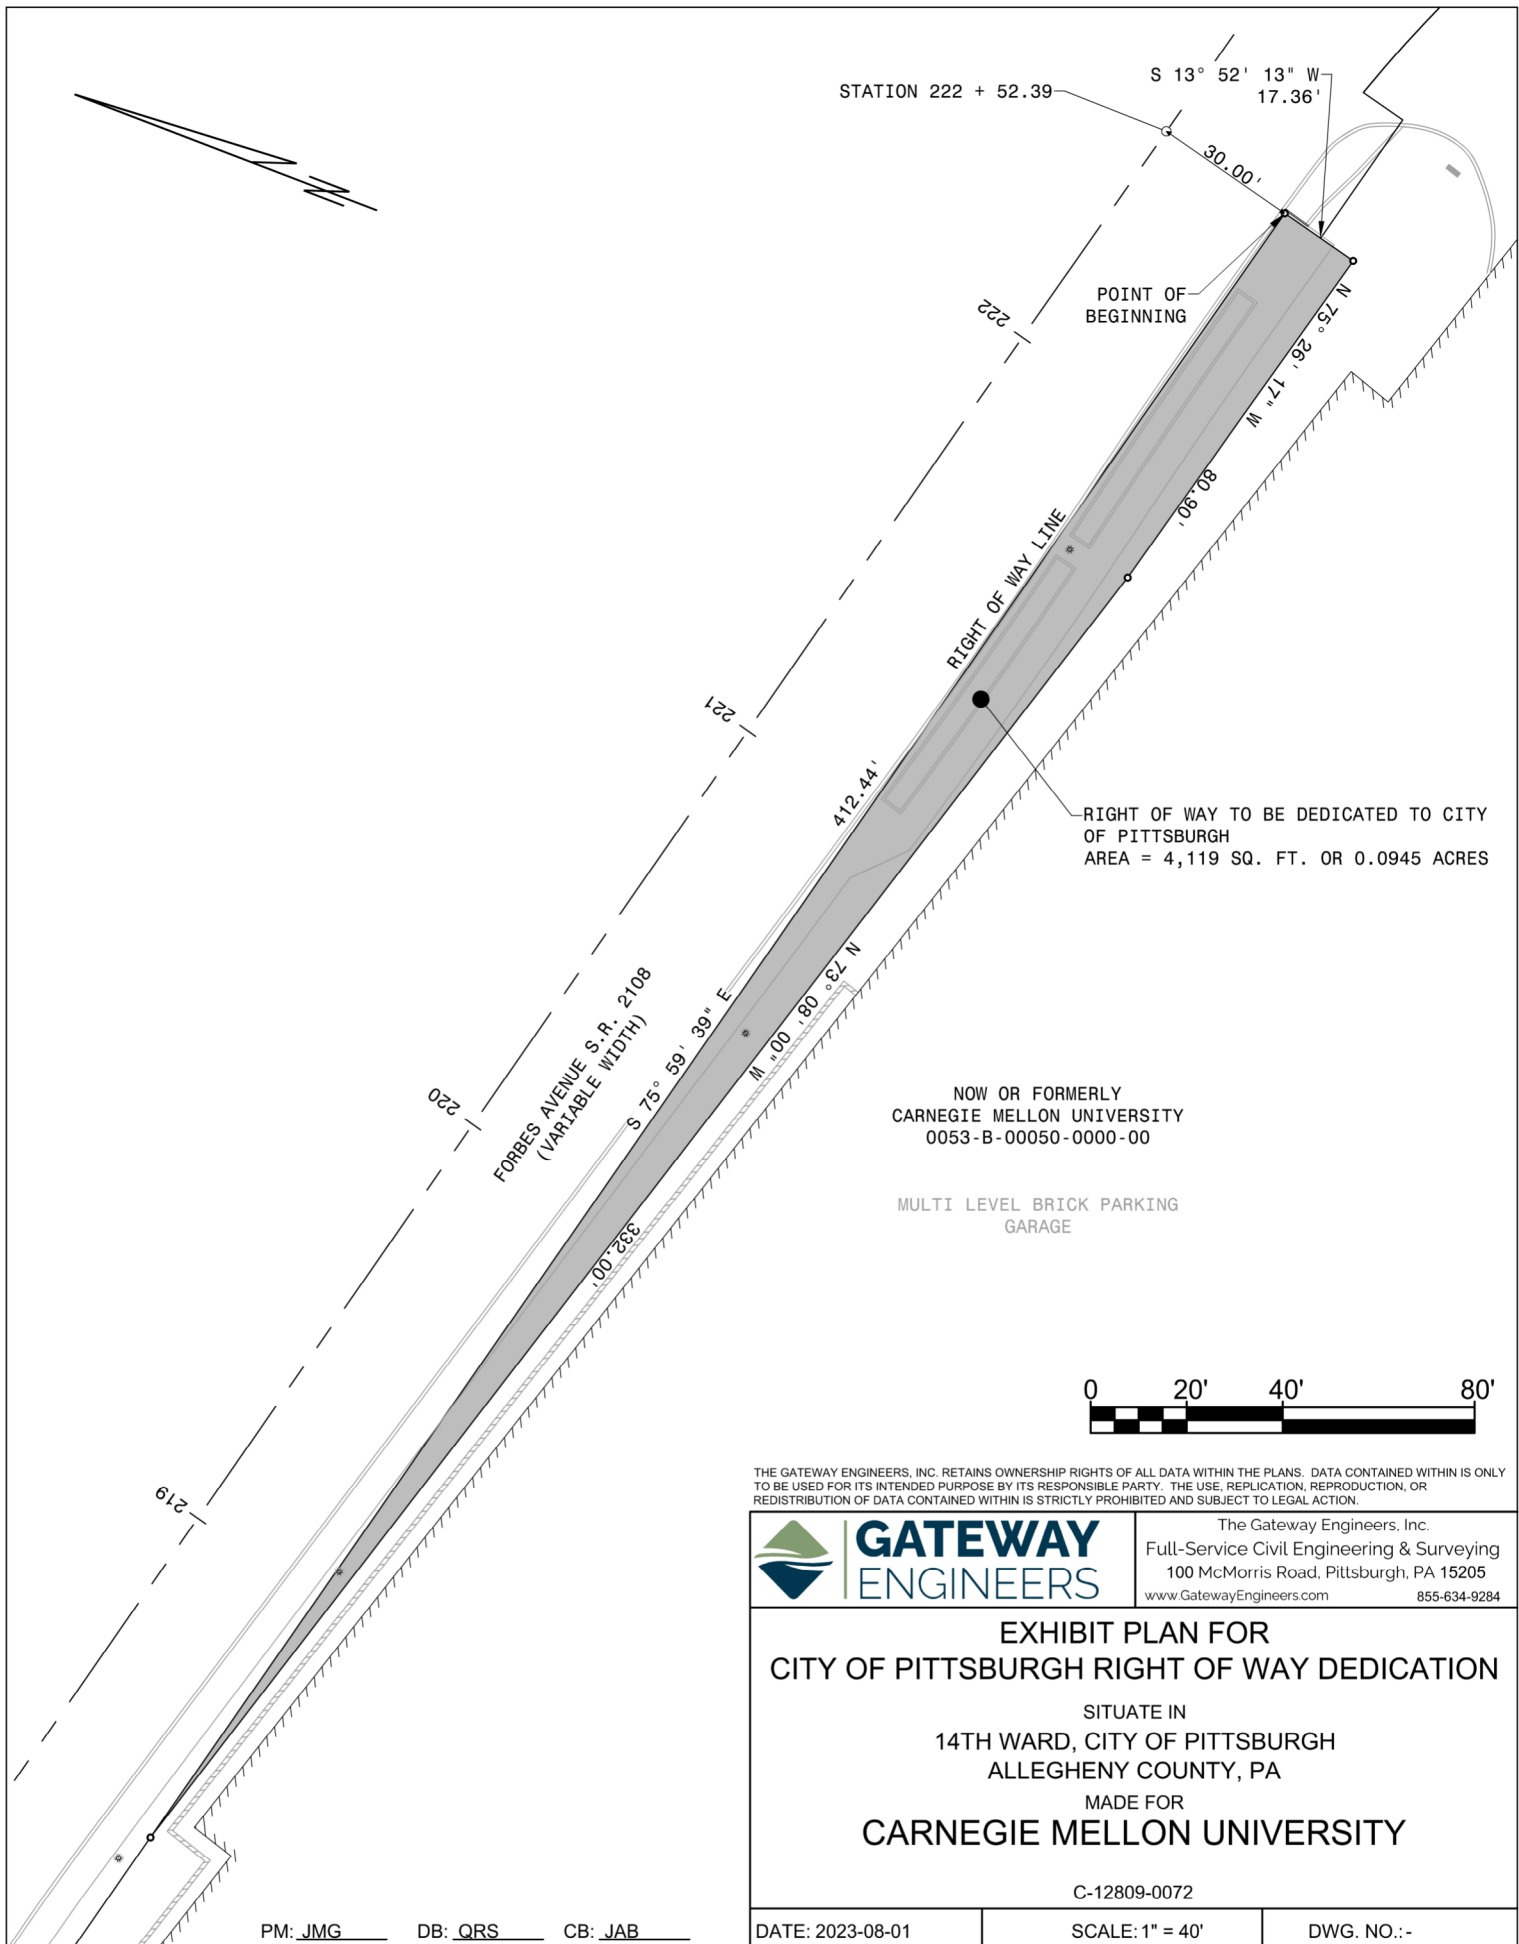 S 13° 52' 13" W
17.36'
STATION 222 + 52.39
30.00'
POINT OF
BEGINNING
222
N 75° 26' 17" W
80.90'
RIGHT OF WAY LINE
221
412.44'
RIGHT OF WAY TO BE DEDICATED TO CITY
OF PITTSBURGH
AREA = 4,119 SQ. FT. OR 0.0945 ACRES
S 75° 59' 39" E
N 73° 08' 00" W
FORBES AVENUE S.R. 2108
(VARIABLE WIDTH)
220
332.00'
NOW OR FORMERLY
CARNEGIE MELLON UNIVERSITY
0053-B-00050-0000-00
MULTI LEVEL BRICK PARKING
GARAGE
219
0 20' 40' 80'
THE GATEWAY ENGINEERS, INC. RETAINS OWNERSHIP RIGHTS OF ALL DATA WITHIN THE PLANS. DATA CONTAINED WITHIN IS ONLY
TO BE USED FOR ITS INTENDED PURPOSE BY ITS RESPONSIBLE PARTY. THE USE, REPLICATION, REPRODUCTION, OR
REDISTRIBUTION OF DATA CONTAINED WITHIN IS STRICTLY PROHIBITED AND SUBJECT TO LEGAL ACTION.
GATEWAY
ENGINEERS
The Gateway Engineers, Inc.
Full-Service Civil Engineering & Surveying
100 McMorris Road, Pittsburgh, PA 15205
www.GatewayEngineers.com 855-634-9284
EXHIBIT PLAN FOR
CITY OF PITTSBURGH RIGHT OF WAY DEDICATION
SITUATE IN
14TH WARD, CITY OF PITTSBURGH
ALLEGHENY COUNTY, PA
MADE FOR
CARNEGIE MELLON UNIVERSITY
C-12809-0072
PM: JMG DB: QRS CB: JAB
DATE: 2023-08-01 SCALE: 1" = 40' DWG. NO.: -